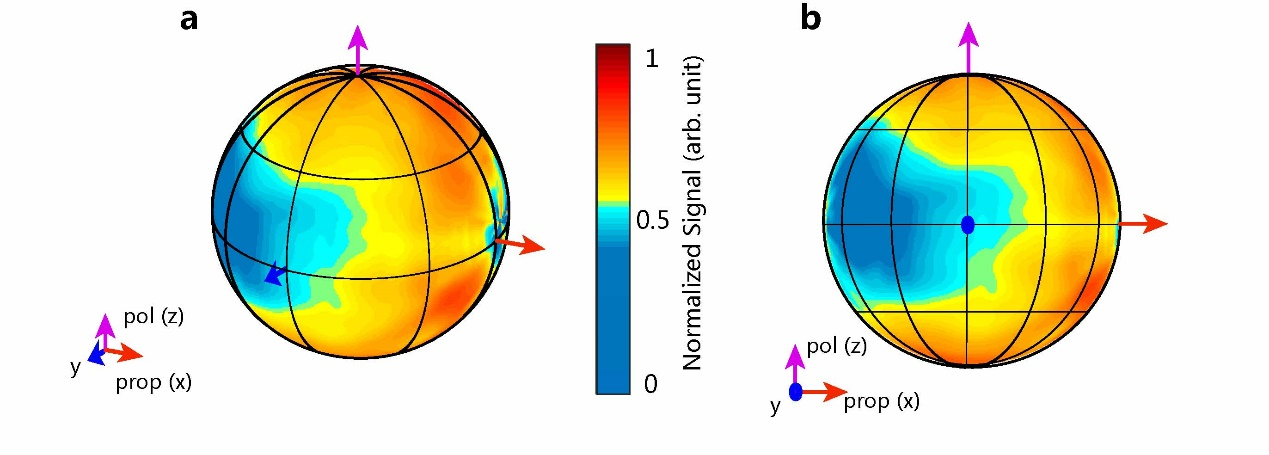 a
b
1
0.5
0
Normalized Signal (arb. unit)
pol (z)
y
prop (x)
pol (z)
y
prop (x)